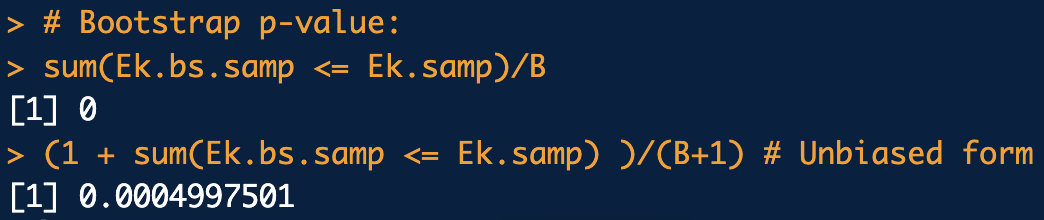 > # Bootstrap p-value:
> sum(Ek.bs.samp <= Ek.samp)/B
[1] 0
> (1 + sum(Ek.bs.samp <= Ek.samp) )/(B+1) # Unbiased form
[1] 0.0004997501